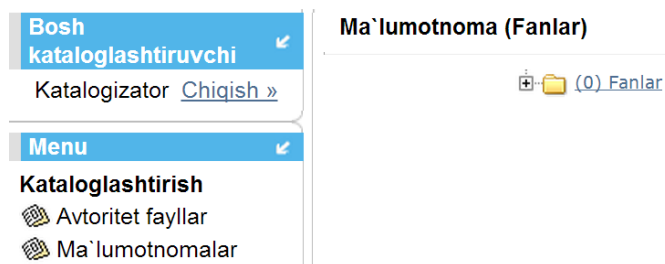 Bosh
kataloglashtiruvchi
Katalogizator Chiqish »
Menu
Kataloglashtirish
Avtoritet fayllar
Ma`lumotnomalar
Ma`lumotnoma (Fanlar)
(0) Fanlar